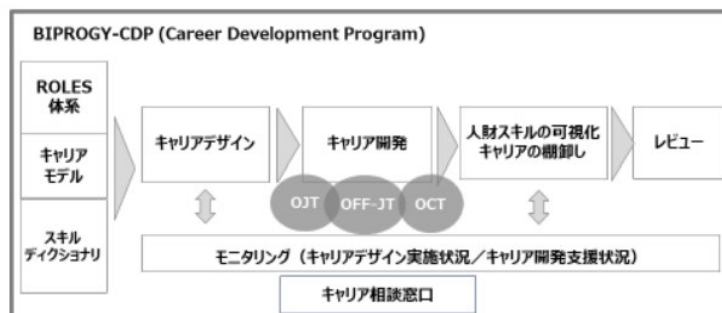 BIPROGY-CDP (Career Development Program)
ROLES
体系
キャリア
モデル
スキル
ディクショナリ
キャリアデザイン
キャリア開発
人財スキルの可視化
キャリアの棚卸し
レビュー
OJT
OFF-JT
OCT
モニタリング（キャリアデザイン実施状況／キャリア開発支援状況）
キャリア相談窓口